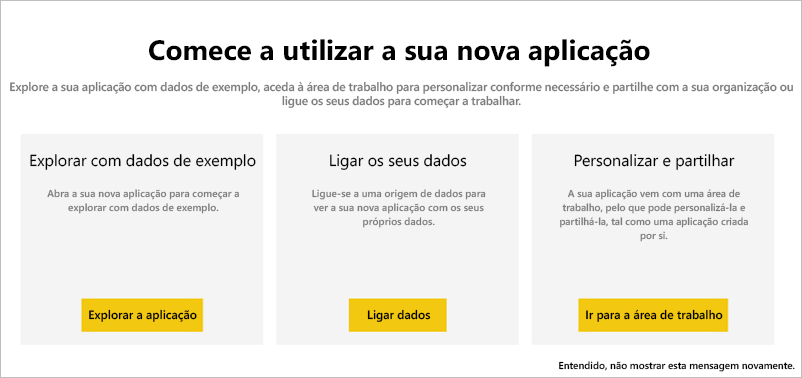 Comece a utilizar a sua nova aplicação
Explore a sua aplicação com dados de exemplo, aceda à área de trabalho para personalizar conforme necessário e partilhe com a sua organização ou
ligue os seus dados para começar a trabalhar.
Explorar com dados de exemplo
Abra a sua nova aplicação para começar a
explorar com dados de exemplo.
Explorar a aplicação
Ligar os seus dados
Ligue-se a uma origem de dados para
ver a sua nova aplicação com os seus
próprios dados.
Ligar dados
Personalizar e partilhar
A sua aplicação vem com uma área de
trabalho, pelo que pode personalizá-la e
partilhá-la, tal como uma aplicação criada
por si.
Ir para a área de trabalho
Entendido, não mostrar esta mensagem novamente.